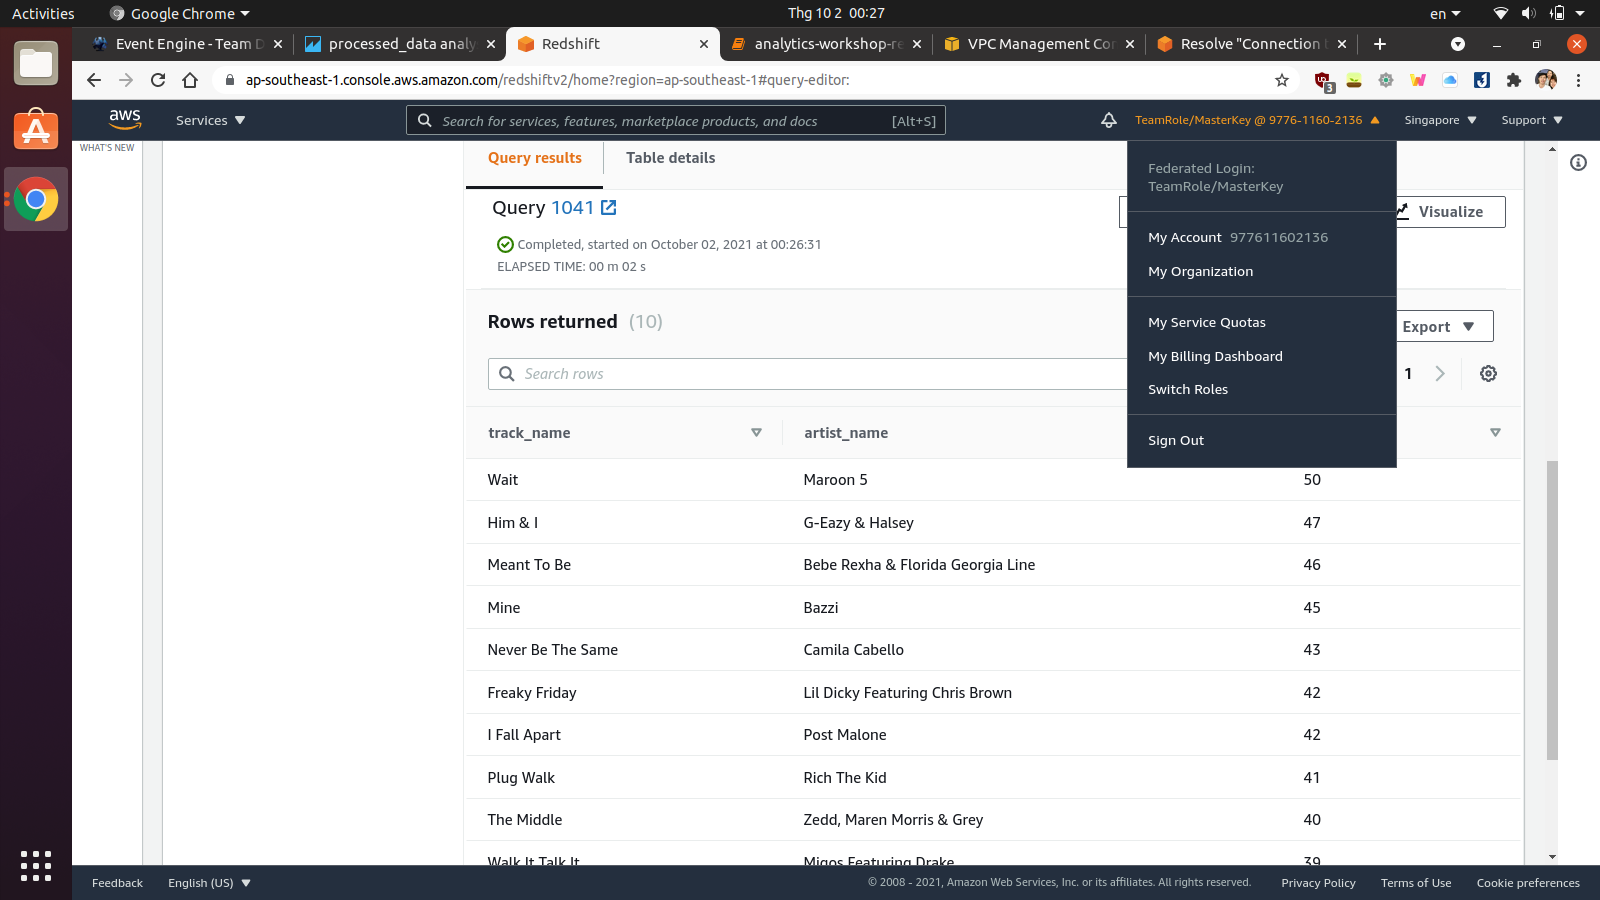 Activities
Google Chrome
Thg 10 2 00:27
en
Event Engine - Team D
processed_data analy
Redshift
analytics-workshop-re
VPC Management Con
Resolve "Connection
ap-southeast-1.console.aws.amazon.com/redshiftv2/home?region=ap-southeast-1#query-editor:
3
aws
Services
Search for services, features, marketplace products, and docs
[Alt+S]
TeamRole/MasterKey @ 9776-1160-2136
Singapore
Support
WHAT'S NEW
Query results
Table details
Federated Login:
TeamRole/MasterKey
My Account 977611602136
My Organization
My Service Quotas
My Billing Dashboard
Switch Roles
Sign Out
Query 1041
Visualize
Completed, started on October 02, 2021 at 00:26:31
ELAPSED TIME: 00 m 02 s
Rows returned (10)
Export
Search rows
1
track_name
artist_name
Wait Maroon 5 50
Him & I G-Eazy & Halsey 47
Meant To Be Bebe Rexha & Florida Georgia Line 46
Mine Bazzi 45
Never Be The Same Camila Cabello 43
Freaky Friday Lil Dicky Featuring Chris Brown 42
I Fall Apart Post Malone 42
Plug Walk Rich The Kid 41
The Middle Zedd, Maren Morris & Grey 40
Walk It Talk It Migos Featuring Drake 39
Feedback
English (US)
© 2008 - 2021, Amazon Web Services, Inc. or its affiliates. All rights reserved.
Privacy Policy
Terms of Use
Cookie preferences